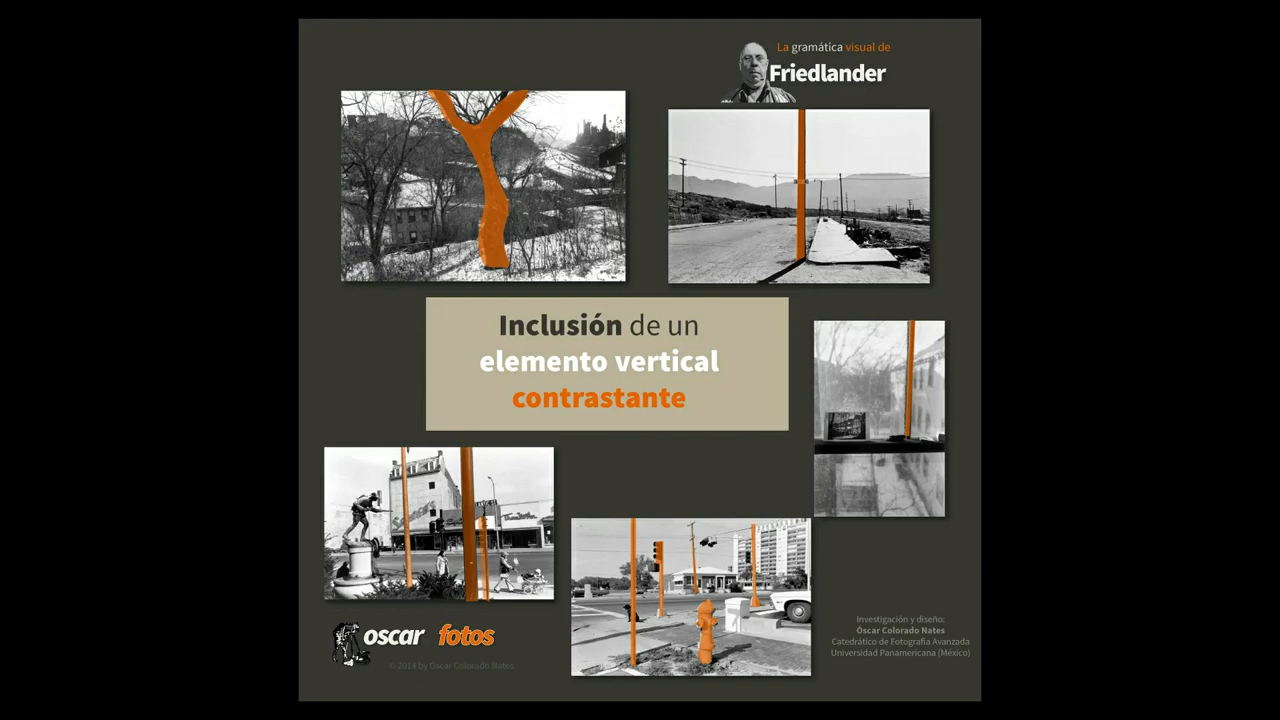 La gramática visual de
Friedlander
Inclusión de un
elemento vertical
contrastante
oscar fotos
© 2014 by Oscar Colorado Nates
Investigación y diseño:
Óscar Colorado Nates
Catedrático de Fotografía Avanzada
Universidad Panamericana (México)